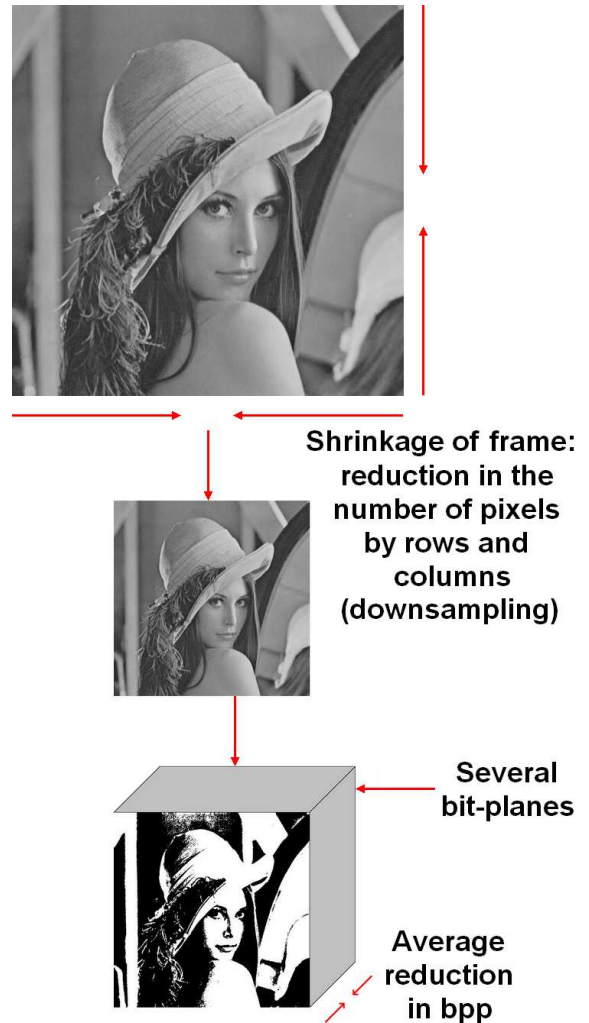 Shrinkage of frame:
reduction in the
number of pixels
by rows and
columns
(downsampling)
Several
bit-planes
Average
reduction
in bpp